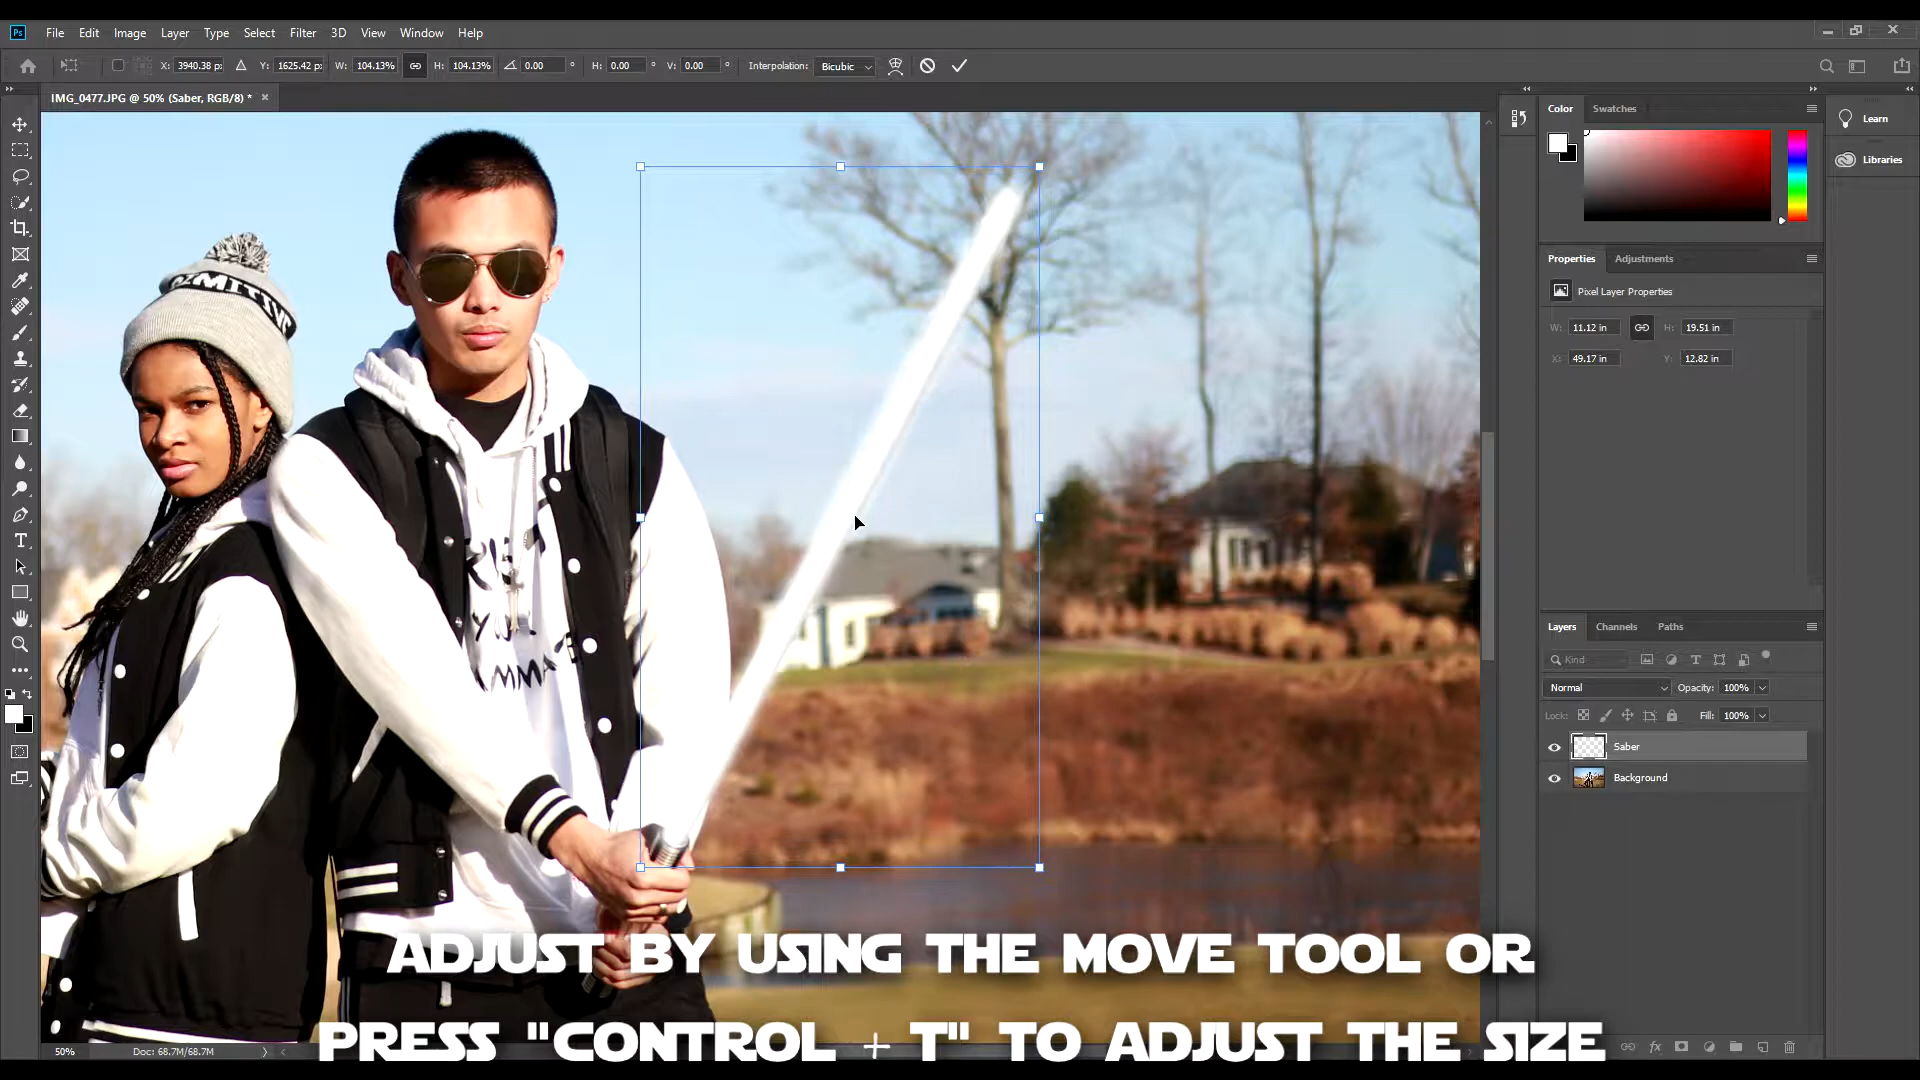 Ps File Edit Image Layer Type Select Filter 3D View Window Help
X: 3940.38 p: Y: 1625.42 p: W: 104.13% H: 104.13% 0.00 ° H: 0.00 ° V: 0.00 ° Interpolation: Bicubic
IMG_0477.JPG @ 50% (Saber, RGB/8) * ×
Color Swatches
Learn
Libraries
Properties Adjustments
Pixel Layer Properties
W: 11.12 in H: 19.51 in
X: 49.17 in Y: 12.82 in
Layers Channels Paths
Kind
Normal Opacity: 100%
Lock: Fill: 100%
Saber
Background
ADJUST BY USING THE MOVE TOOL OR
PRESS "CONTROL + T" TO ADJUST THE SIZE
50% Doc: 68.7M/68.7M